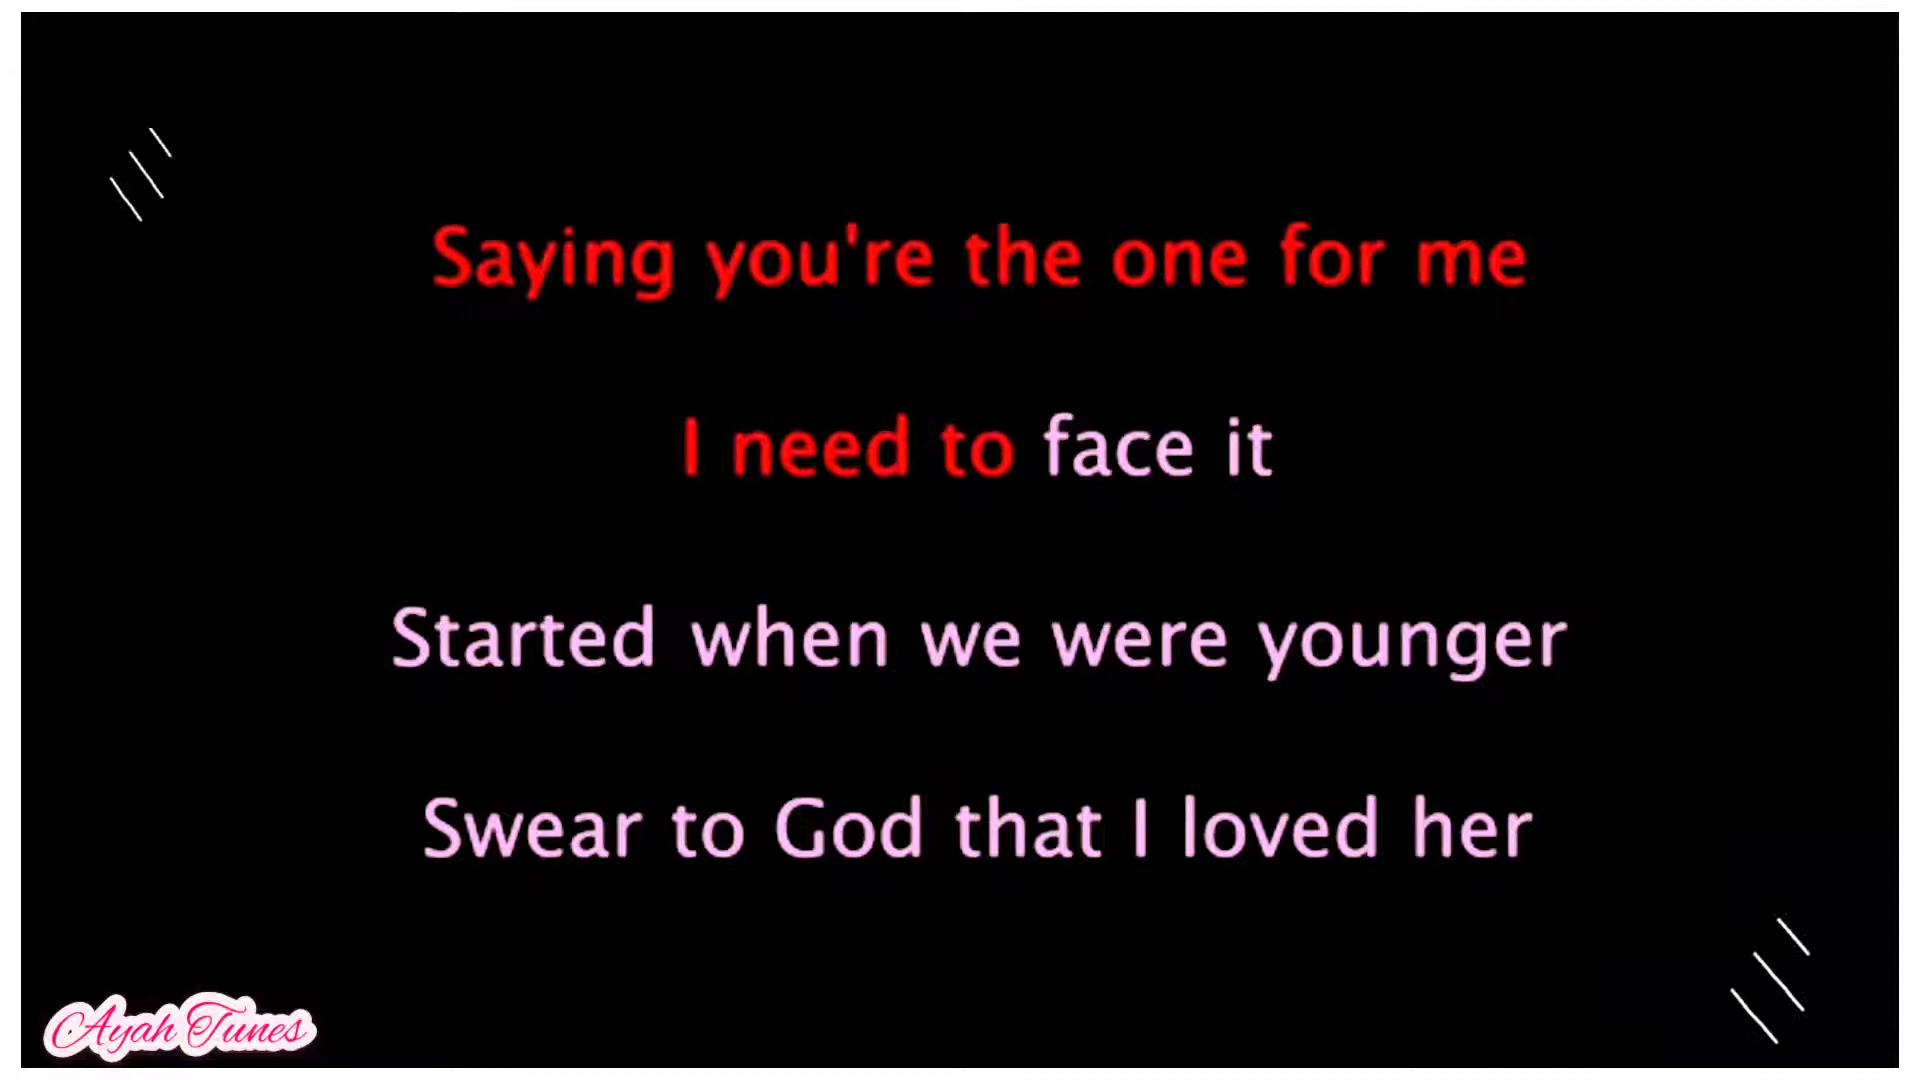 Saying you're the one for me
I need to face it
Started when we were younger
Swear to God that I loved her
Ayah Tunes